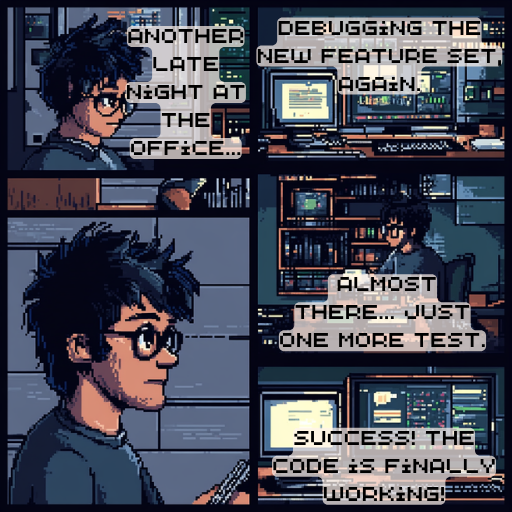 ANOTHER
LATE
NIGHT AT
THE
OFFICE...
DEBUGGING THE
NEW FEATURE SET,
AGAIN.
ALMOST
THERE... JUST
ONE MORE TEST.
SUCCESS! THE
CODE IS FINALLY
WORKING!